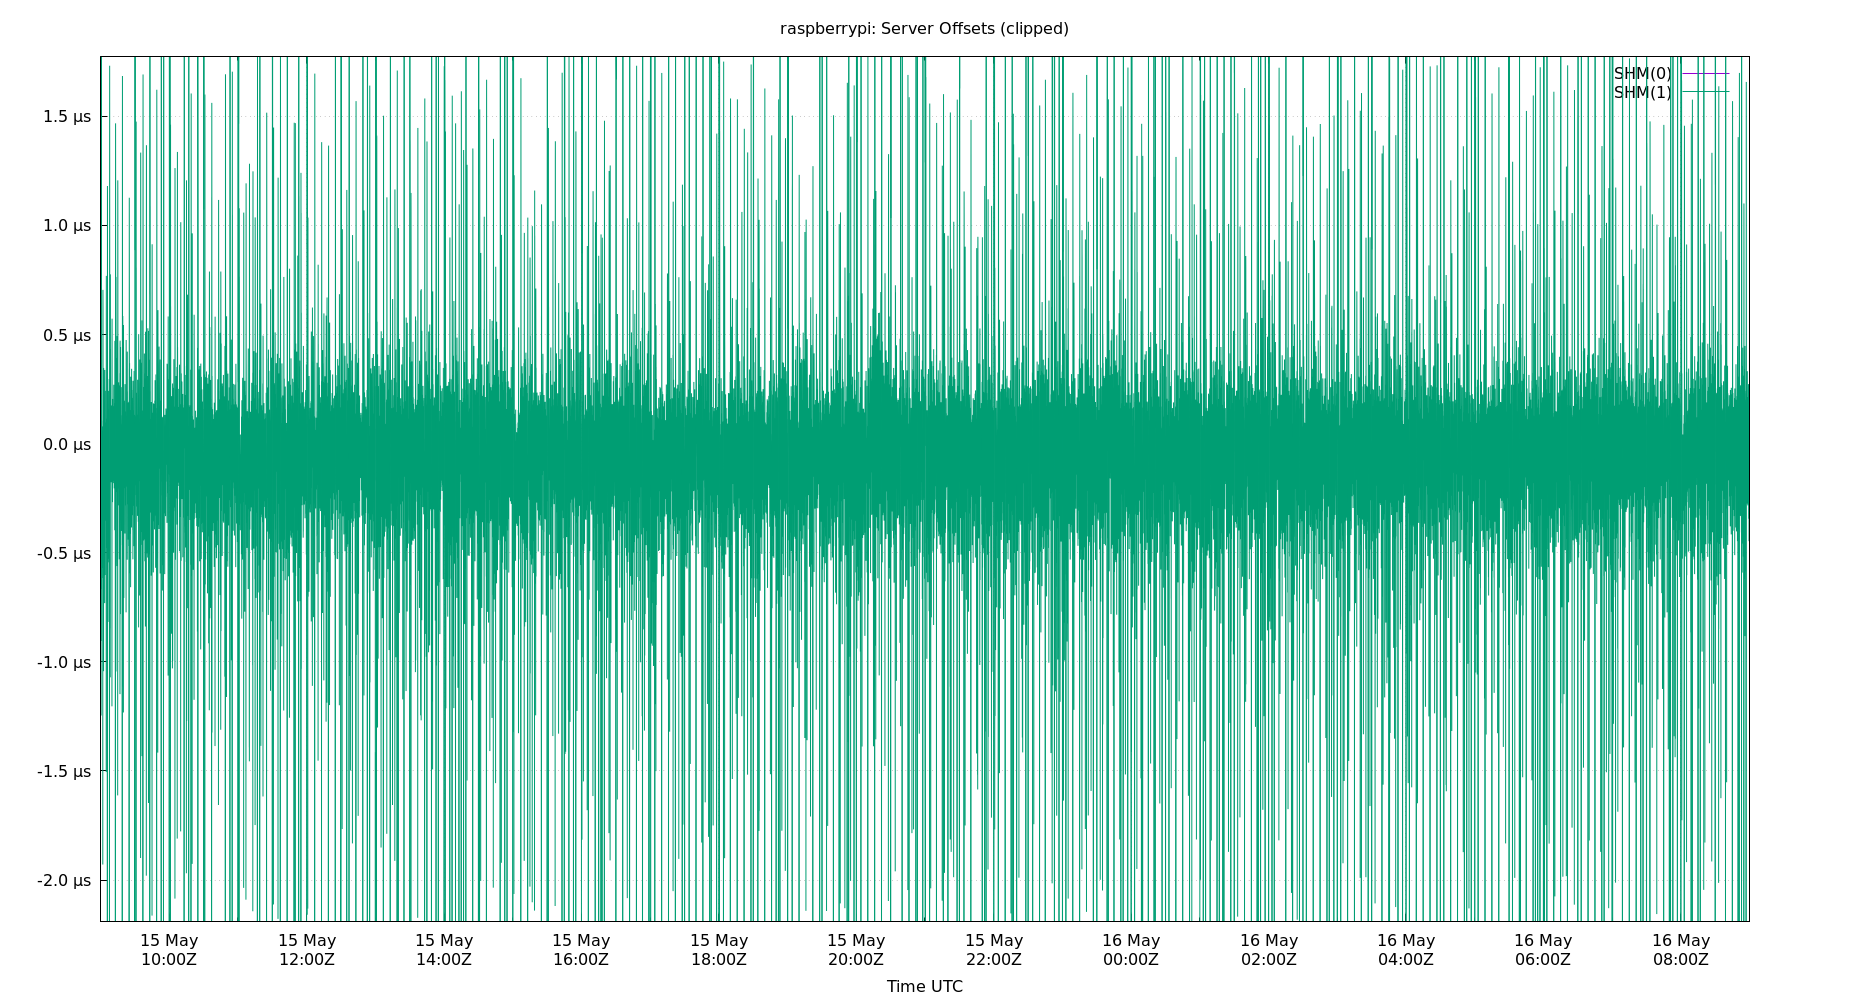 raspberrypi: Server Offsets (clipped)
SHM(0)
SHM(1)
1.5 µs
1.0 µs
0.5 µs
0.0 µs
-0.5 µs
-1.0 µs
-1.5 µs
-2.0 µs
15 May 15 May 15 May 15 May 15 May 15 May 15 May 16 May 16 May 16 May 16 May 16 May
10:00Z 12:00Z 14:00Z 16:00Z 18:00Z 20:00Z 22:00Z 00:00Z 02:00Z 04:00Z 06:00Z 08:00Z
Time UTC